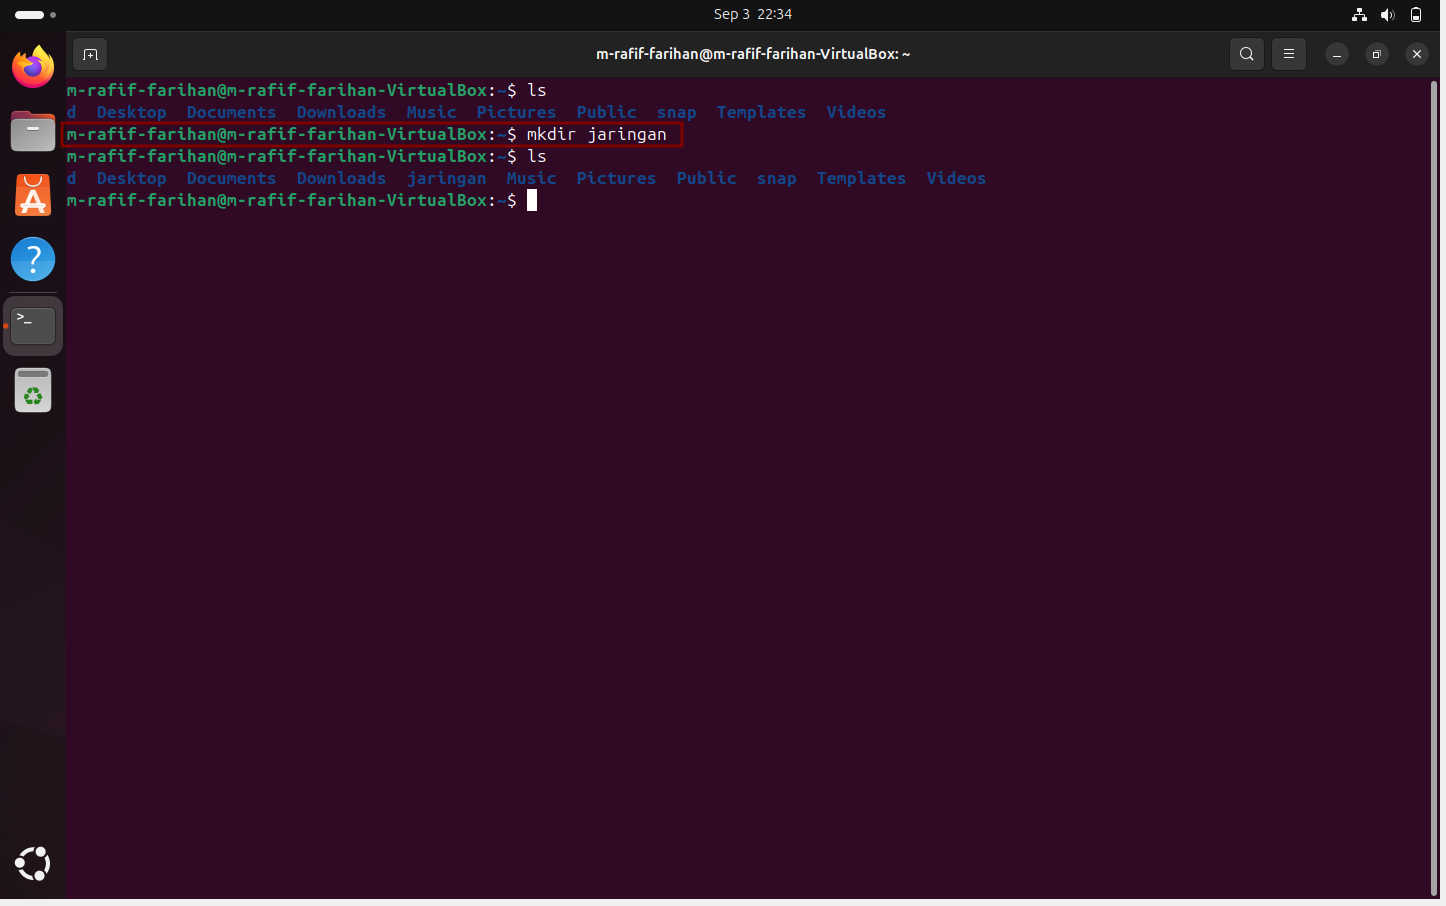 Sep 3 22:34
m-rafif-farihan@m-rafif-farihan-VirtualBox: ~
m-rafif-farihan@m-rafif-farihan-VirtualBox:~$ ls
d Desktop Documents Downloads Music Pictures Public snap Templates Videos
m-rafif-farihan@m-rafif-farihan-VirtualBox:~$ mkdir jaringan
m-rafif-farihan@m-rafif-farihan-VirtualBox:~$ ls
d Desktop Documents Downloads jaringan Music Pictures Public snap Templates Videos
m-rafif-farihan@m-rafif-farihan-VirtualBox:~$